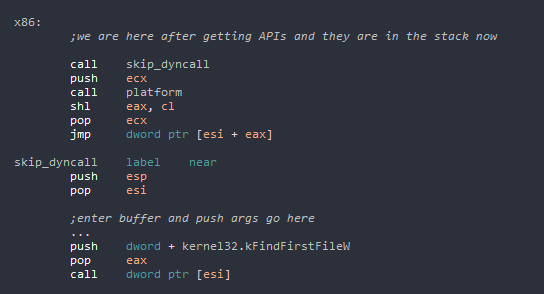 x86:
;we are here after getting APIs and they are in the stack now
call skip_dyncall
push ecx
call platform
shl eax, cl
pop ecx
jmp dword ptr [esi + eax]
skip_dyncall label near
push esp
pop esi
;enter buffer and push args go here
...
push dword + kernel32.kFindFirstFileW
pop eax
call dword ptr [esi]